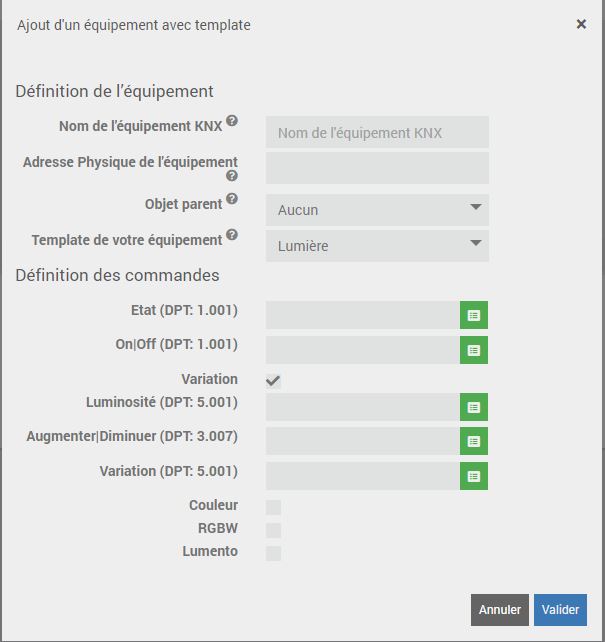 Ajout d'un équipement avec template
Définition de l'équipement
Nom de l'équipement KNX
Nom de l'équipement KNX
Adresse Physique de l'équipement
Objet parent
Aucun
Template de votre équipement
Lumière
Définition des commandes
Etat (DPT: 1.001)
On|Off (DPT: 1.001)
Variation
Luminosité (DPT: 5.001)
Augmenter|Diminuer (DPT: 3.007)
Variation (DPT: 5.001)
Couleur
RGBW
Lumento
Annuler
Valider